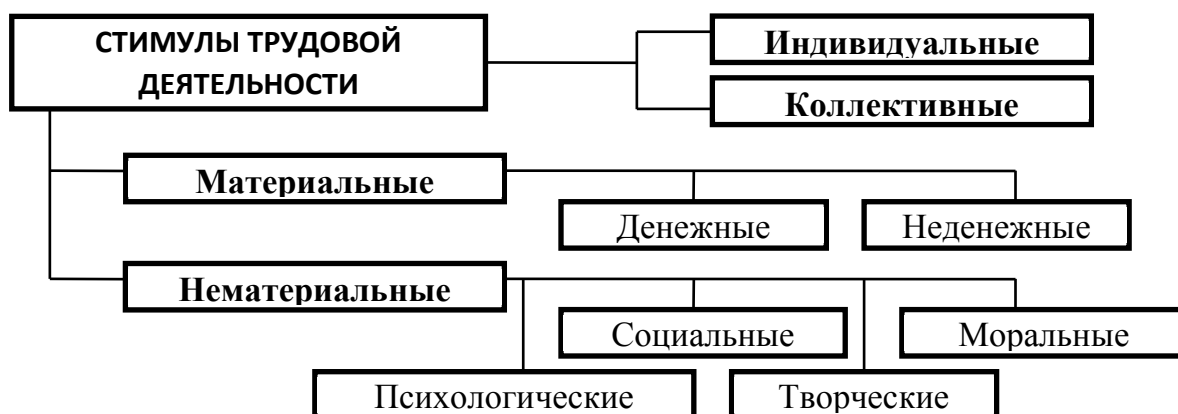 СТИМУЛЫ ТРУДОВОЙ
ДЕЯТЕЛЬНОСТИ
Индивидуальные
Коллективные
Материальные
Денежные
Неденежные
Нематериальные
Социальные
Моральные
Психологические
Творческие